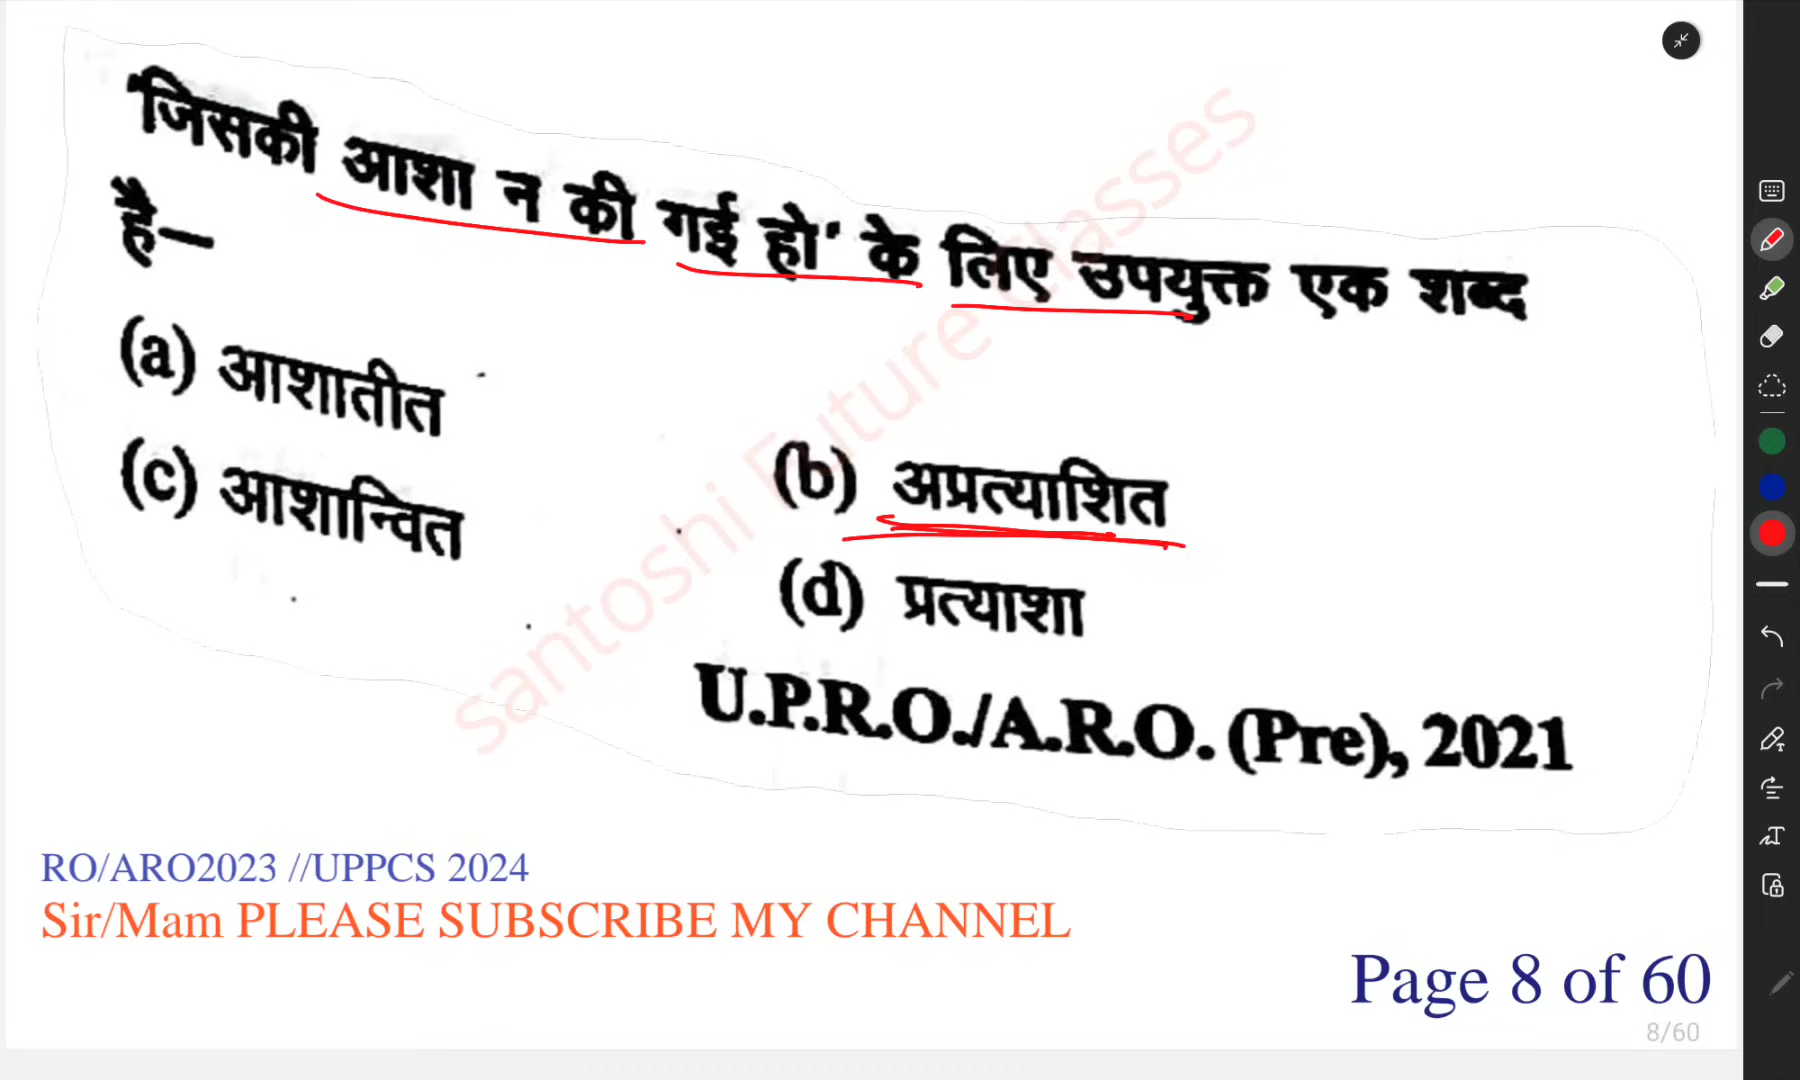 'जिसकी आशा न की गई हो' के लिए उपयुक्त एक शब्द
है—
(a) आशातीत
(b) अप्रत्याशित
(c) आशान्वित
(d) प्रत्याशा
U.P.R.O./A.R.O. (Pre), 2021
santoshi Future Classes
RO/ARO2023 //UPPCS 2024
Sir/Mam PLEASE SUBSCRIBE MY CHANNEL
Page 8 of 60
8/60